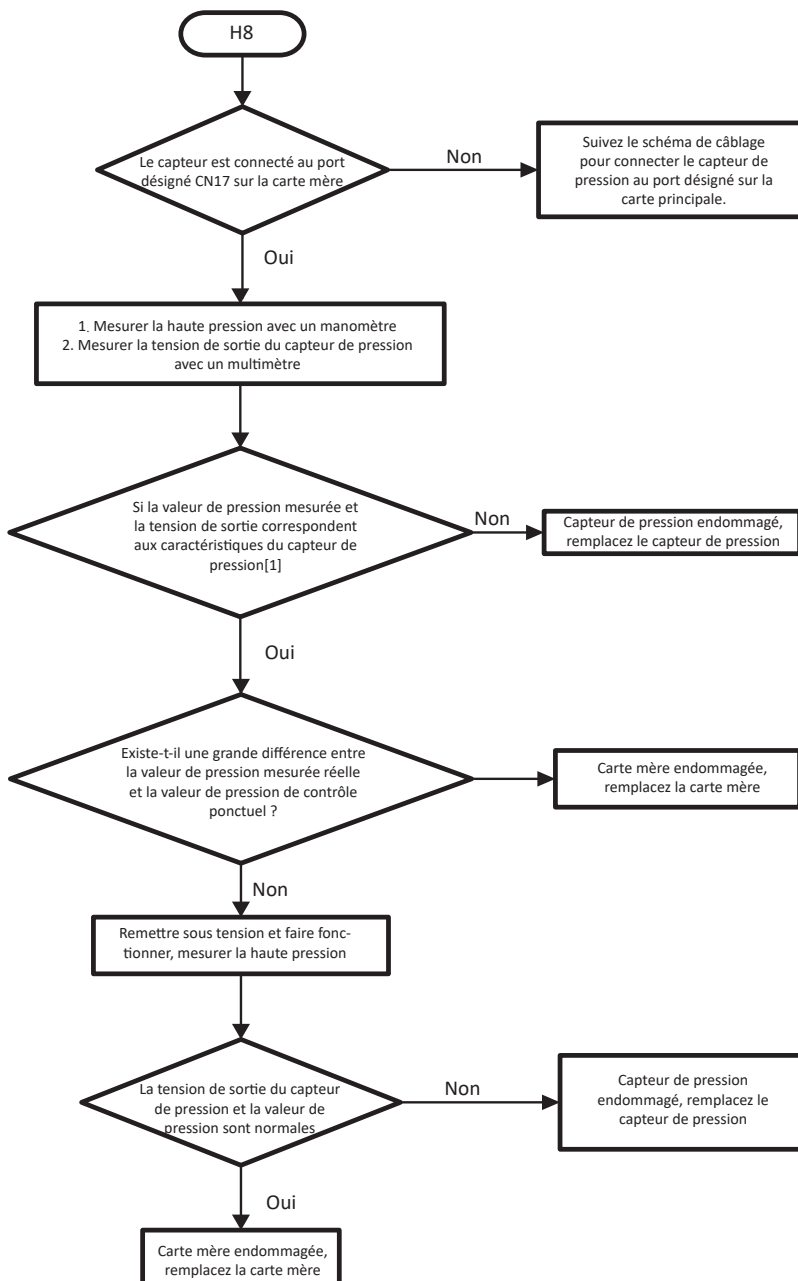 H8
Le capteur est connecté au port
désigné CN17 sur la carte mère
Non
Suivez le schéma de câblage
pour connecter le capteur de
pression au port désigné sur la
carte principale.
Oui
1. Mesurer la haute pression avec un manomètre
2. Mesurer la tension de sortie du capteur de pression
avec un multimètre
Si la valeur de pression mesurée et
la tension de sortie correspondent
aux caractéristiques du capteur de
pression[1]
Non
Capteur de pression endommagé,
remplacez le capteur de pression
Oui
Existe-t-il une grande différence entre
la valeur de pression mesurée réelle
et la valeur de pression de contrôle
ponctuel ?
Carte mère endommagée,
remplacez la carte mère
Non
Remettre sous tension et faire fonc-
tionner, mesurer la haute pression
La tension de sortie du capteur
de pression et la valeur de
pression sont normales
Non
Capteur de pression
endommagé, remplacez le
capteur de pression
Oui
Carte mère endommagée,
remplacez la carte mère